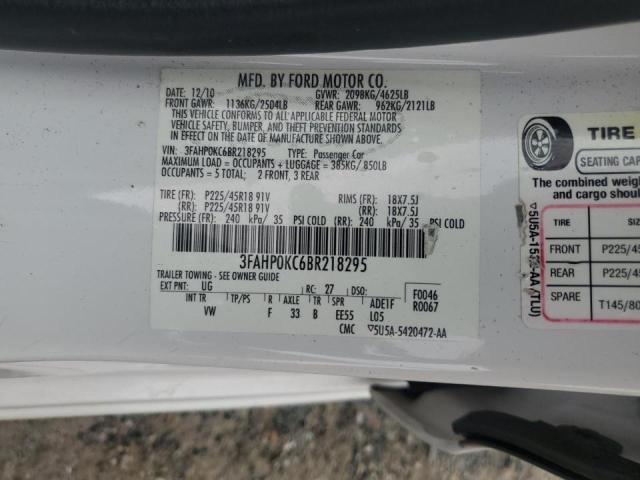 MFD. BY FORD MOTOR CO.
DATE: 12/10 GVWR: 2098KG/4625LB
FRONT GAWR: 1136KG/2504LB REAR GAWR: 962KG/2121LB
THIS VEHICLE CONFORMS TO ALL APPLICABLE FEDERAL MOTOR
VEHICLE SAFETY, BUMPER, AND THEFT PREVENTION STANDARDS
IN EFFECT ON THE DATE OF MANUFACTURE SHOWN ABOVE.
VIN: 3FAHP0KC6BR218295 TYPE: Passenger Car
MAXIMUM LOAD = OCCUPANTS + LUGGAGE = 385KG/850LB
OCCUPANTS = 5 TOTAL; 2 FRONT, 3 REAR
TIRE (FR): P225/45R18 91V RIMS (FR): 18X7.5J
(RR): P225/45R18 91V (RR): 18X7.5J
PRESSURE (FR): 240 kPa/ 35 PSI COLD (RR): 240 kPa/ 35 PSI COLD
3FAHP0KC6BR218295
TRAILER TOWING - SEE OWNER GUIDE
EXT PNT: UG RC: 27 DSO: F0046
R0067
INT TR TP/PS R AXLE TR SPR ADEIF
VW F 33 B EE55 L05
CMC ▽5U5A-5420472-AA
TIRE
SEATING CAP
The combined weig
and cargo shoul
TIRE SIZ
FRONT P225/4
REAR P225/4
SPARE T145/80